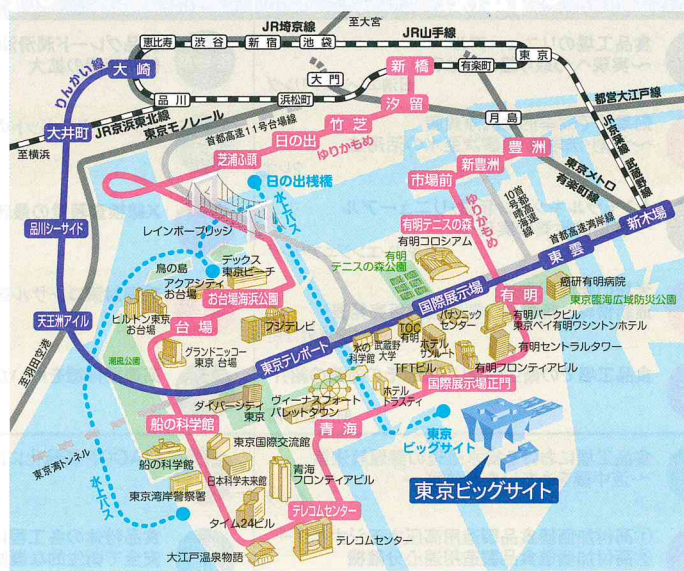 JR埼京線
至大宮
恵比寿
渋谷
新宿
池袋
JR山手線
東京
りんかい線
大崎
大門
新橋
有楽町
品川
浜松町
汐留
都営大江戸線
大井町
JR京浜東北線
東京モノレール
首都高速11号台場線
竹芝
月島
至横浜
日の出
ゆりかもめ
豊洲
JR京葉線
武蔵野線
芝浦ふ頭
新豊洲
東京メトロ
有楽町線
日の出桟橋
水上バス
市場前
ゆりかもめ
10号晴海線
首都高速湾岸線
新木場
品川シーサイド
レインボーブリッジ
有明テニスの森
東雲
鳥の島
デックス
東京ビーチ
有明コロシアム
アクアシティ
お台場
有明
テニスの森公園
癌研有明病院
お台場海浜公園
国際展示場
有明
東京臨海広域防災公園
ヒルトン東京
お台場
台場
フジテレビ
パナソニック
センター
有明パークビル
東京ベイ有明ワシントンホテル
天王洲アイル
TOC
有明
武蔵野
大学
水の
科学館
ホテル
サンルート
有明セントラルタワー
グランドニッコー
東京 台場
東京テレポート
有明フロンティアビル
至羽田空港
潮風公園
TFTビル
国際展示場正門
ダイバーシティ
東京
ヴィーナスフォート
パレットタウン
ホテル
トラスティ
船の科学館
青海
東京
ビッグサイト
東京国際交流館
東京湾トンネル
船の科学館
日本科学未来館
青海
フロンティアビル
東京ビッグサイト
水上バス
東京湾岸警察署
タイム24ビル
テレコムセンター
テレコムセンター
大江戸温泉物語